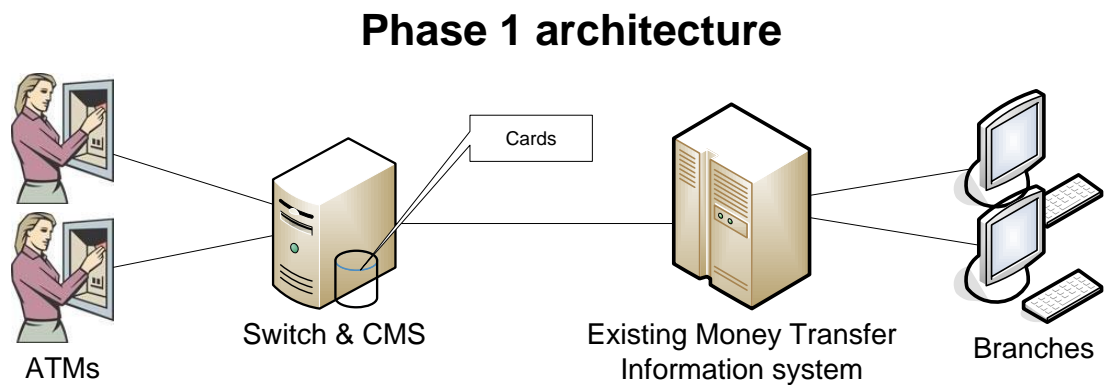 Phase 1 architecture
Cards
Switch & CMS
Existing Money Transfer
Information system
Branches
ATMs